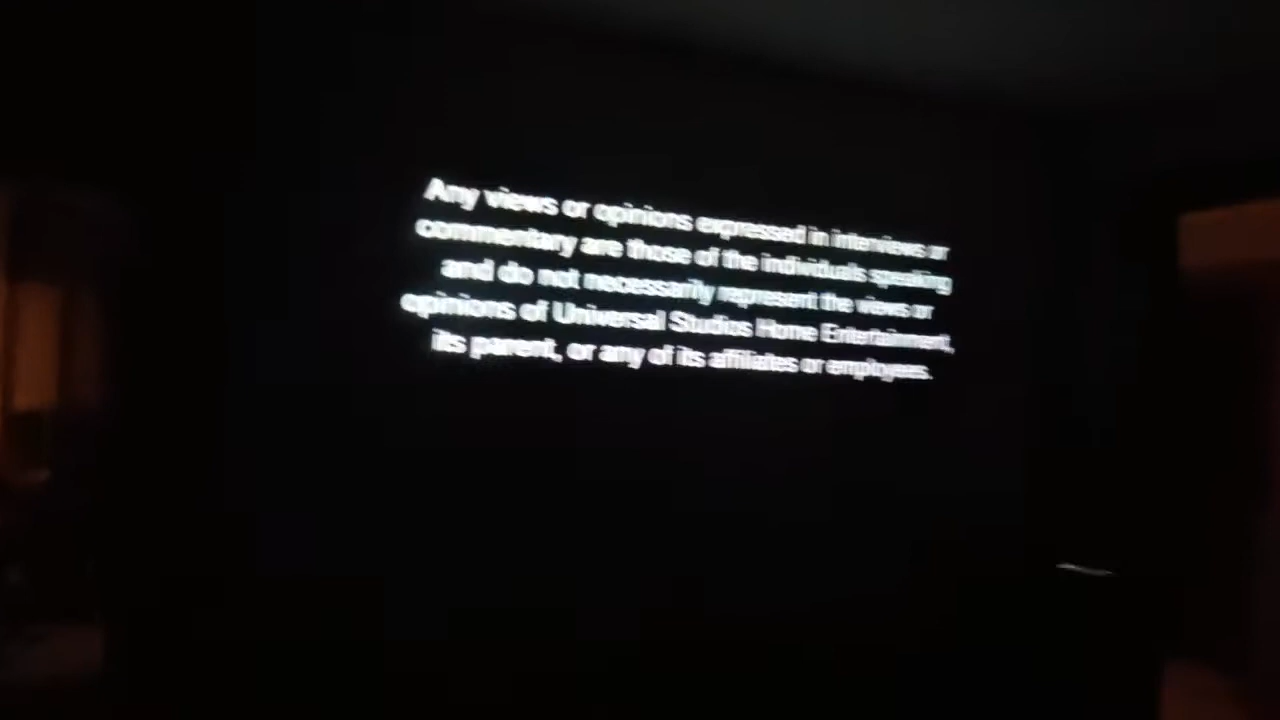 Any views or opinions expressed in interviews or
commentary are those of the individuals speaking
and do not necessarily represent the views or
opinions of Universal Studios Home Entertainment,
its parent, or any of its affiliates or employees.